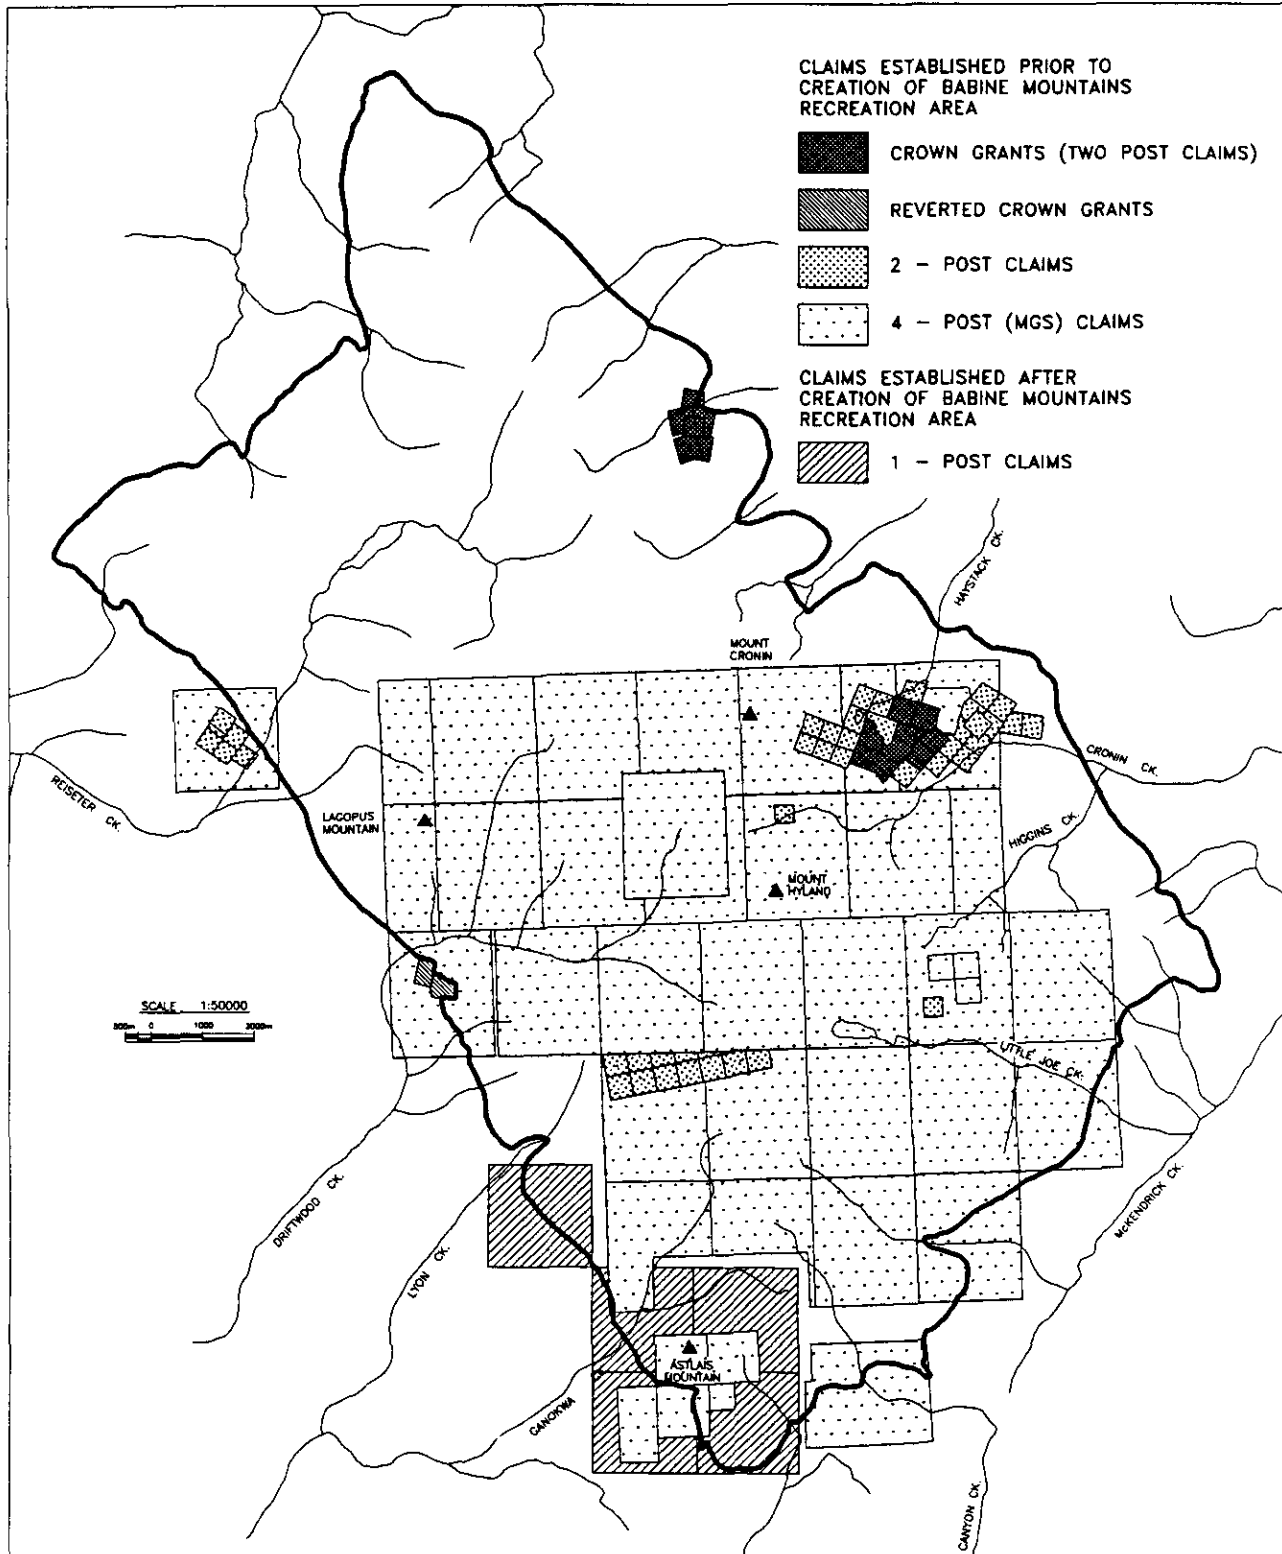 CLAIMS ESTABLISHED PRIOR TO
CREATION OF BABINE MOUNTAINS
RECREATION AREA
CROWN GRANTS (TWO POST CLAIMS)
REVERTED CROWN GRANTS
2 – POST CLAIMS
4 – POST (MGS) CLAIMS
CLAIMS ESTABLISHED AFTER
CREATION OF BABINE MOUNTAINS
RECREATION AREA
1 – POST CLAIMS
HAYSTACK CK.
MOUNT
CRONIN
CRONIN CK.
REISETER CK.
LAGOPUS
MOUNTAIN
HIGGINS CK.
MOUNT
HYLAND
SCALE 1:50000
0 1000
LITTLE JOE CK.
DRIFTWOOD CK.
McKENDRICK CK.
LYON CK.
ASTLAIS
MOUNTAIN
GANOKWA
CANYON CK.